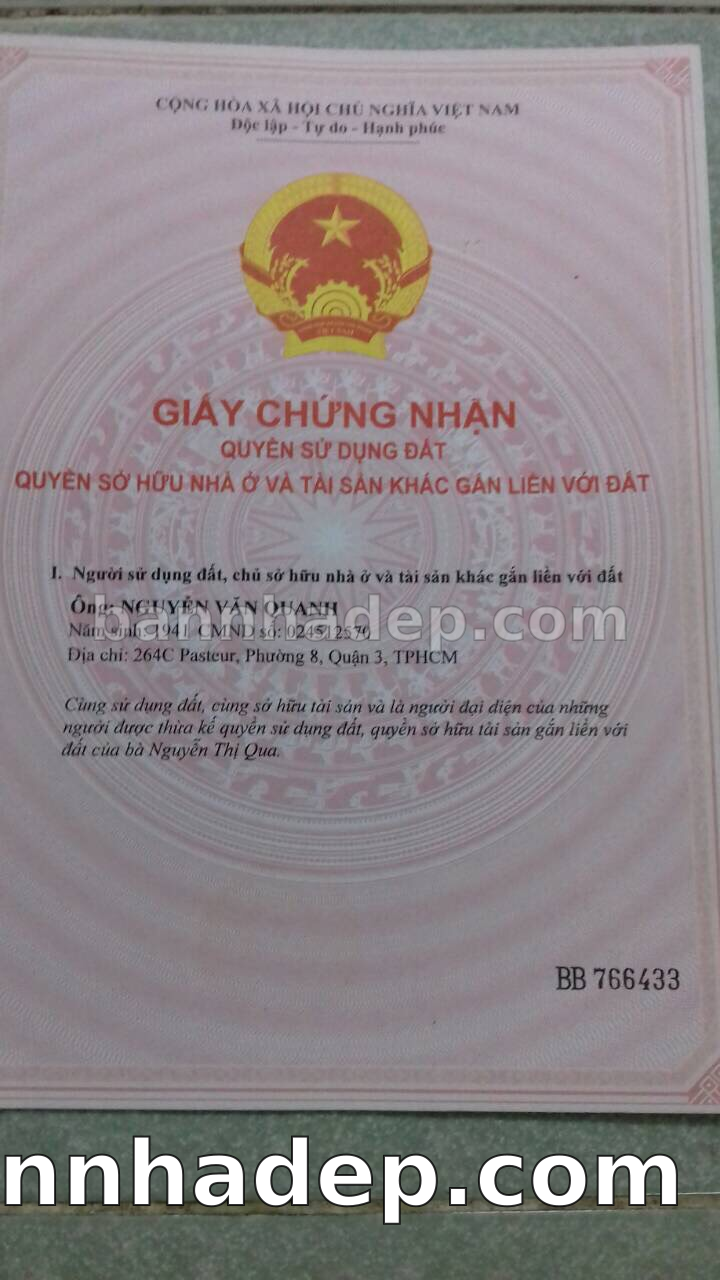 CỘNG HÒA XÃ HỘI CHỦ NGHĨA VIỆT NAM
Độc lập - Tự do - Hạnh phúc
GIẤY CHỨNG NHẬN
QUYỀN SỬ DỤNG ĐẤT
QUYỀN SỞ HỮU NHÀ Ở VÀ TÀI SẢN KHÁC GẮN LIỀN VỚI ĐẤT
I. Người sử dụng đất, chủ sở hữu nhà ở và tài sản khác gắn liền với đất
Ông: NGUYỄN VĂN QUANH
bannhadep.com
Năm sinh: 1941 CMND số: 024512570
Địa chỉ: 264C Pasteur, Phường 8, Quận 3, TPHCM
Cùng sử dụng đất, cùng sở hữu tài sản và là người đại diện của những
người được thừa kế quyền sử dụng đất, quyền sở hữu tài sản gắn liền với
đất của bà Nguyễn Thị Qua.
BB 766433
nnhadep.com